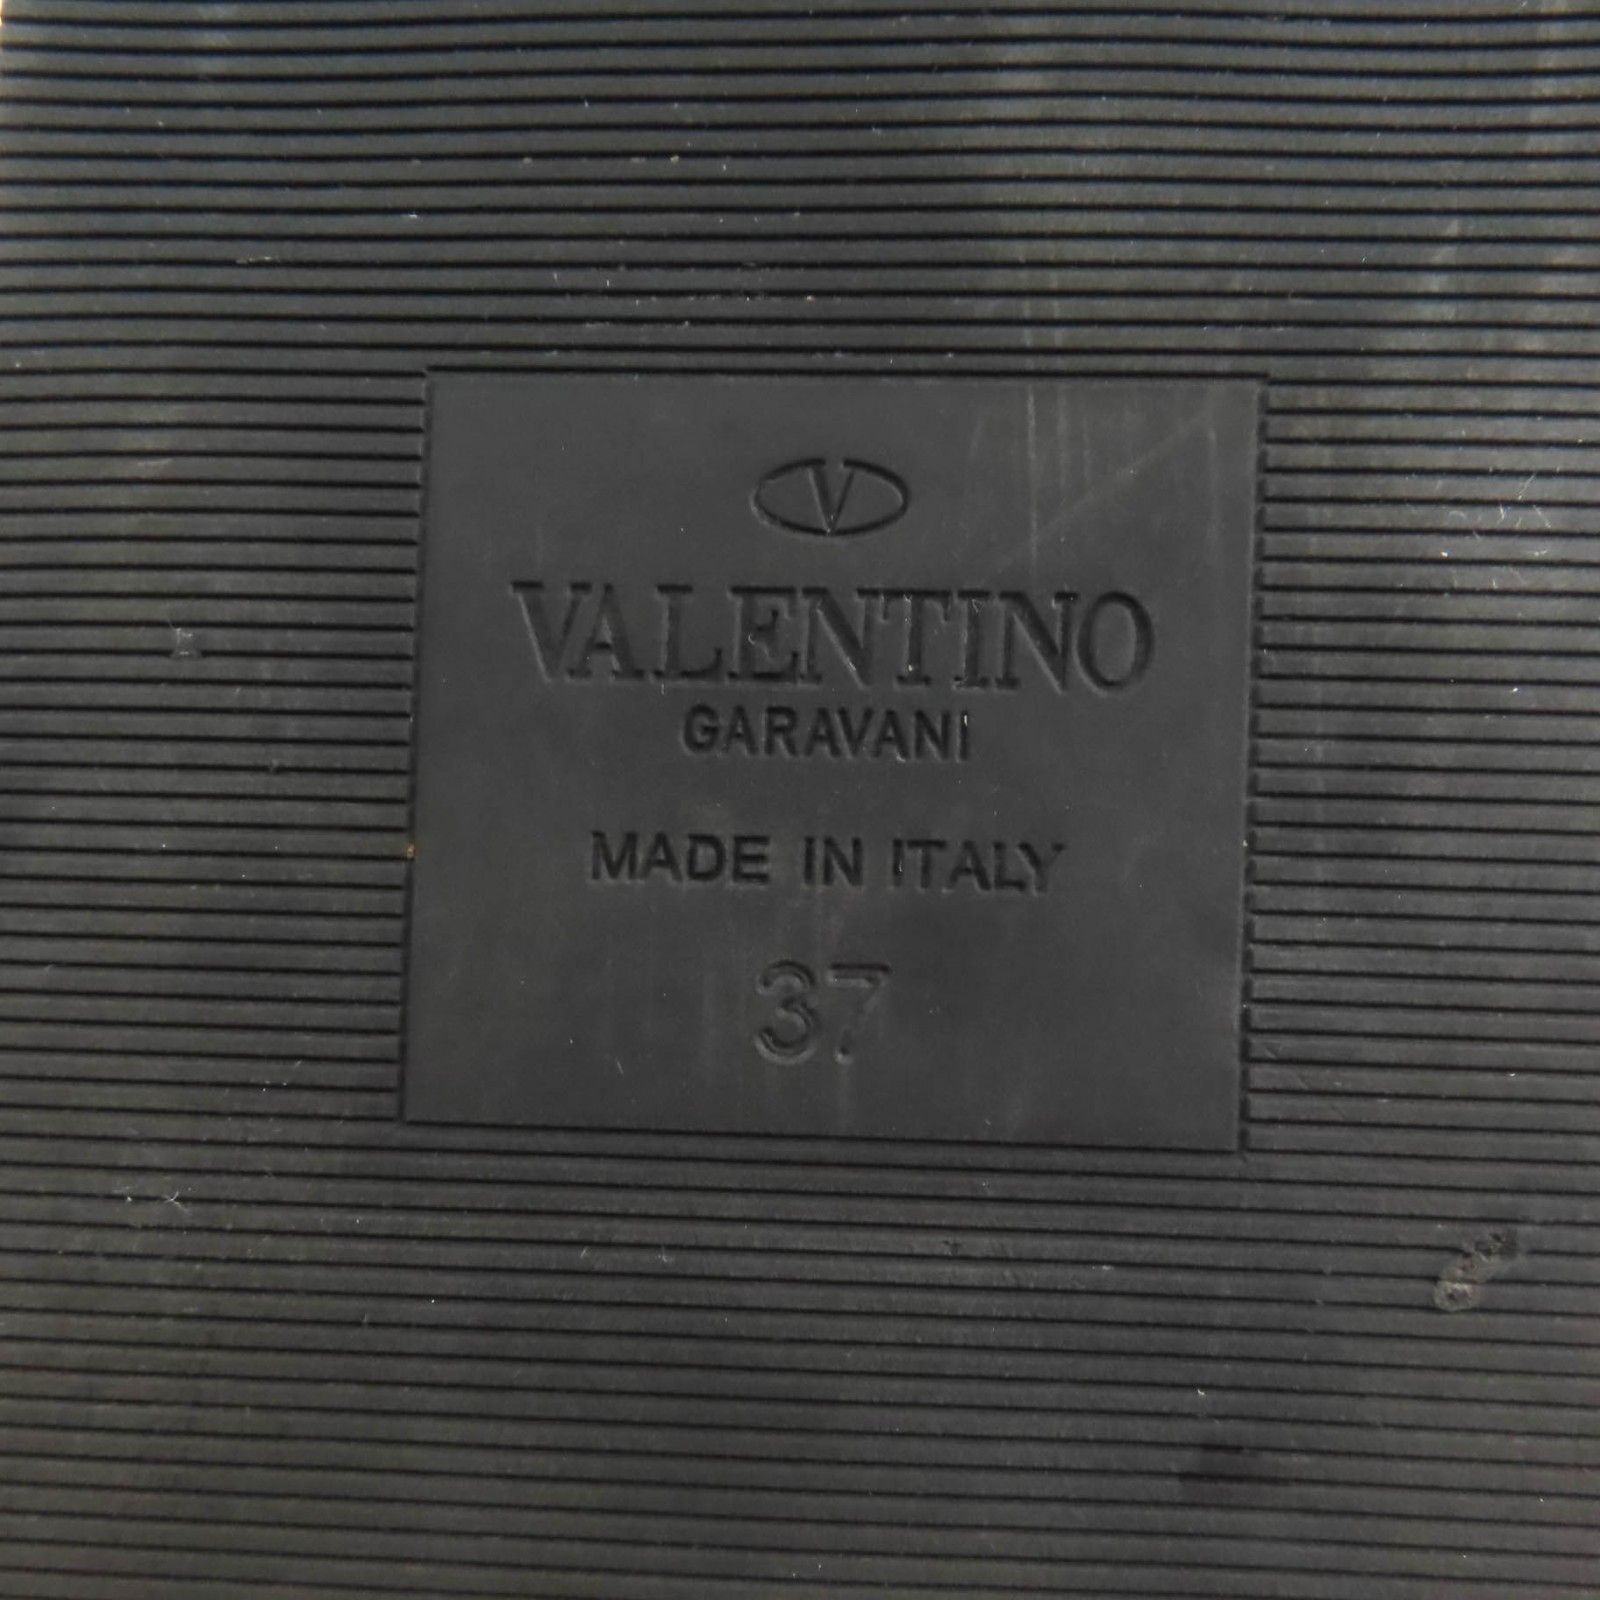 V
VALENTINO
GARAVANI
MADE IN ITALY
37